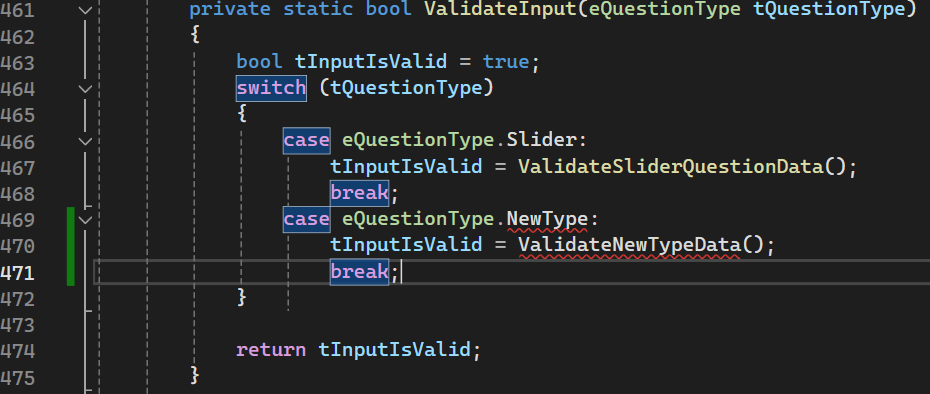 461 private static bool ValidateInput(eQuestionType tQuestionType)
462 {
463 bool tInputIsValid = true;
464 switch (tQuestionType)
465 {
466 case eQuestionType.Slider:
467 tInputIsValid = ValidateSliderQuestionData();
468 break;
469 case eQuestionType.NewType:
470 tInputIsValid = ValidateNewTypeData();
471 break;
472 }
473
474 return tInputIsValid;
475 }